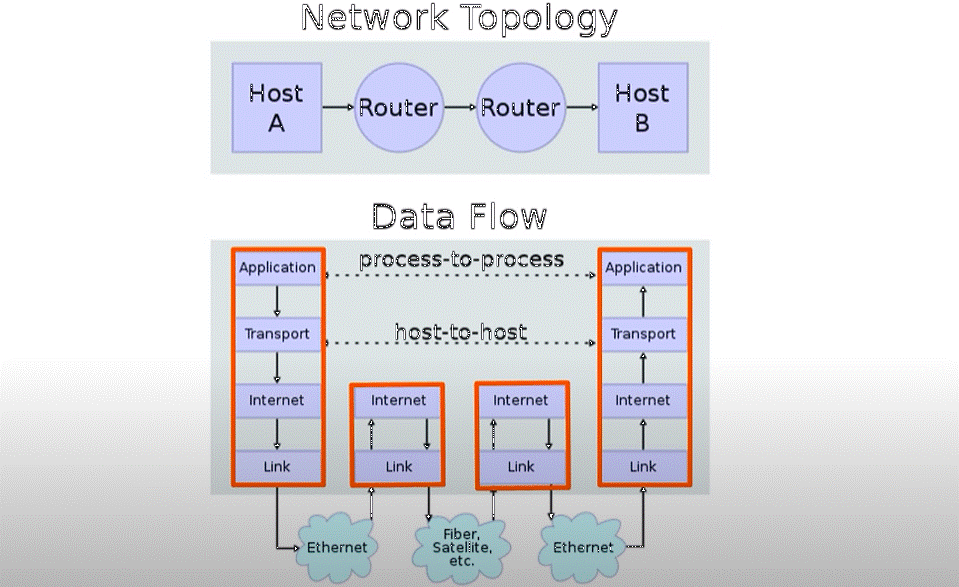 Network Topology
Host
A
Router
Router
Host
B
Data Flow
process-to-process
host-to-host
Application
Transport
Internet
Link
Internet
Link
Internet
Link
Application
Transport
Internet
Link
Ethernet
Fiber,
Satellite,
etc.
Ethernet